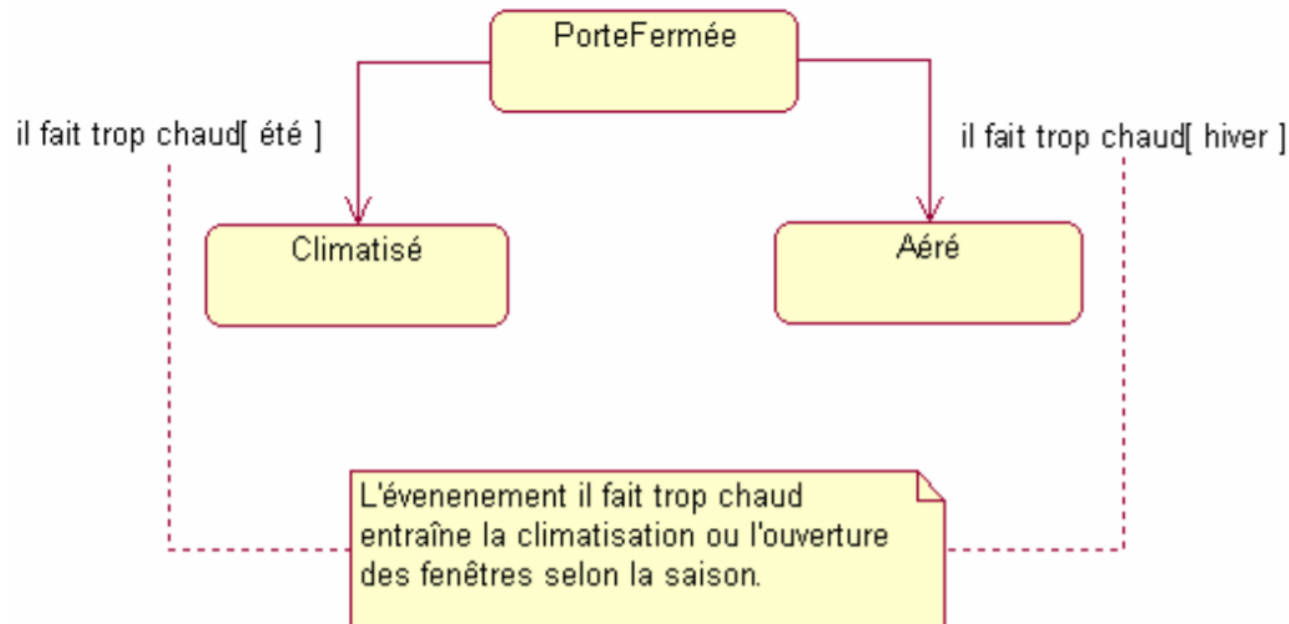 PorteFermée
il fait trop chaud[ été ]
il fait trop chaud[ hiver ]
Climatisé
Aéré
L'évenenement il fait trop chaud
entraîne la climatisation ou l'ouverture
des fenêtres selon la saison.